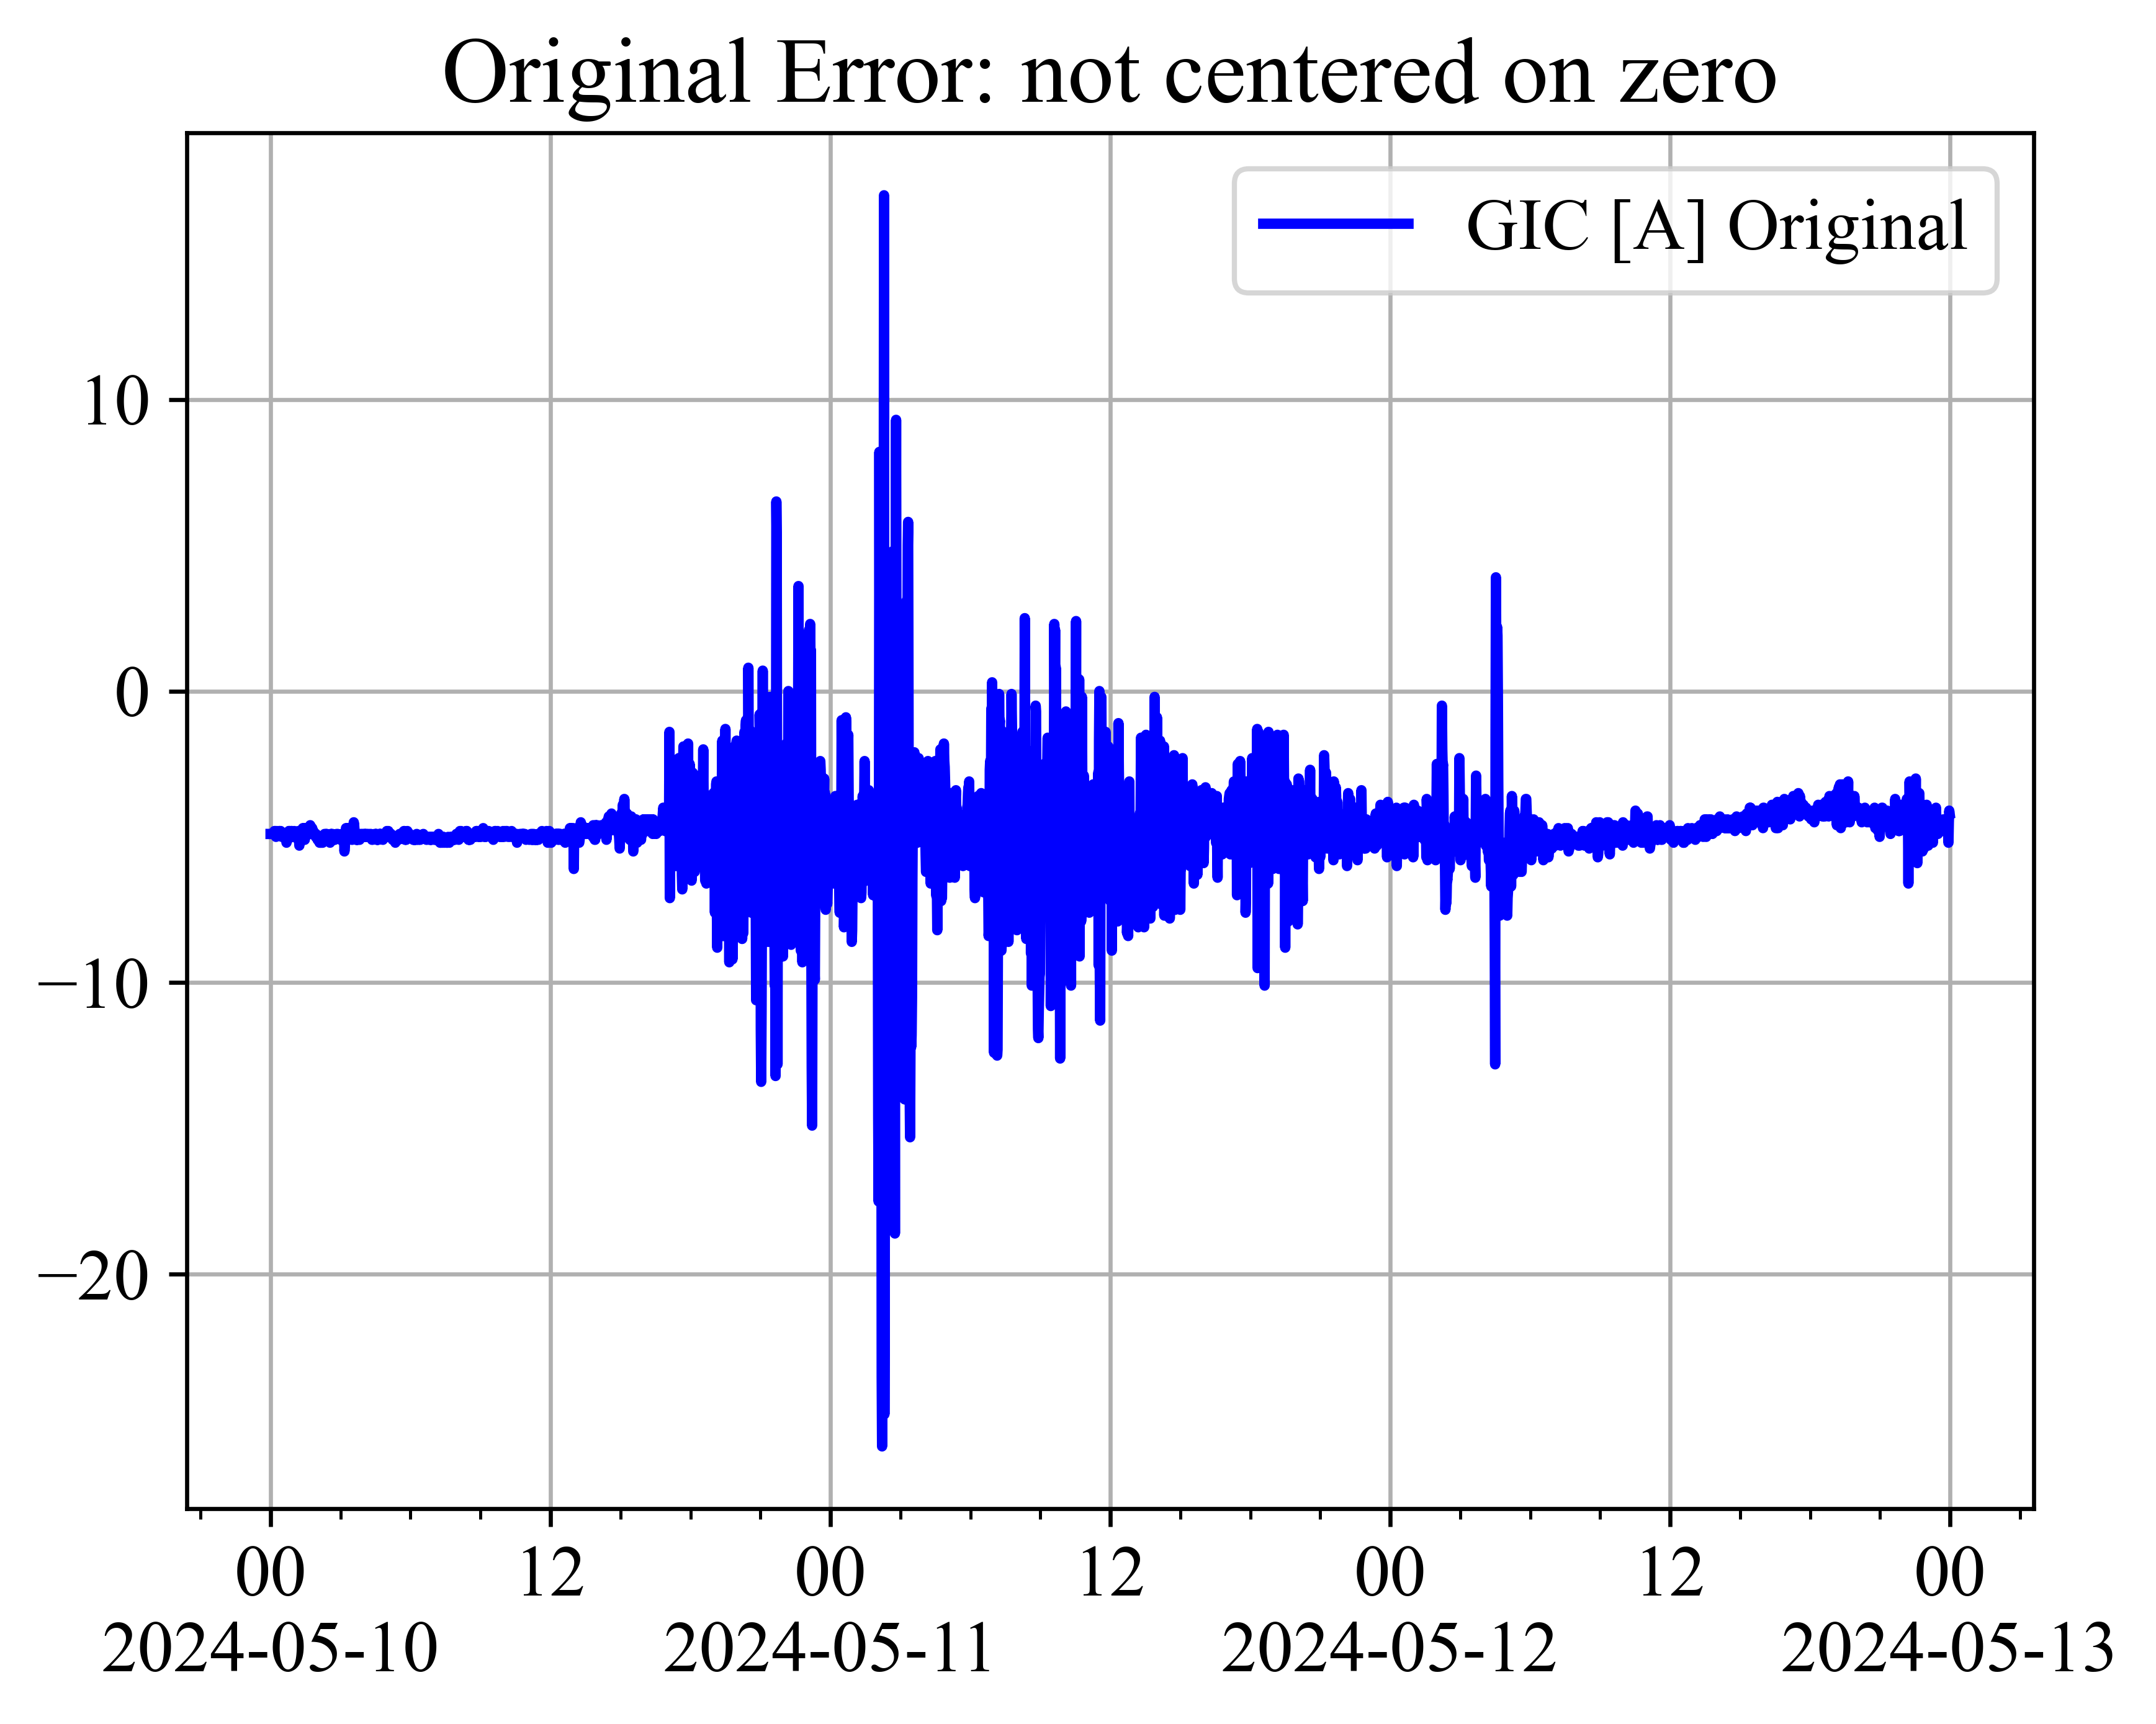 Original Error: not centered on zero
GIC [A] Original
10
0
−10
−20
00 12 00 12 00 12 00
2024-05-10 2024-05-11 2024-05-12 2024-05-13